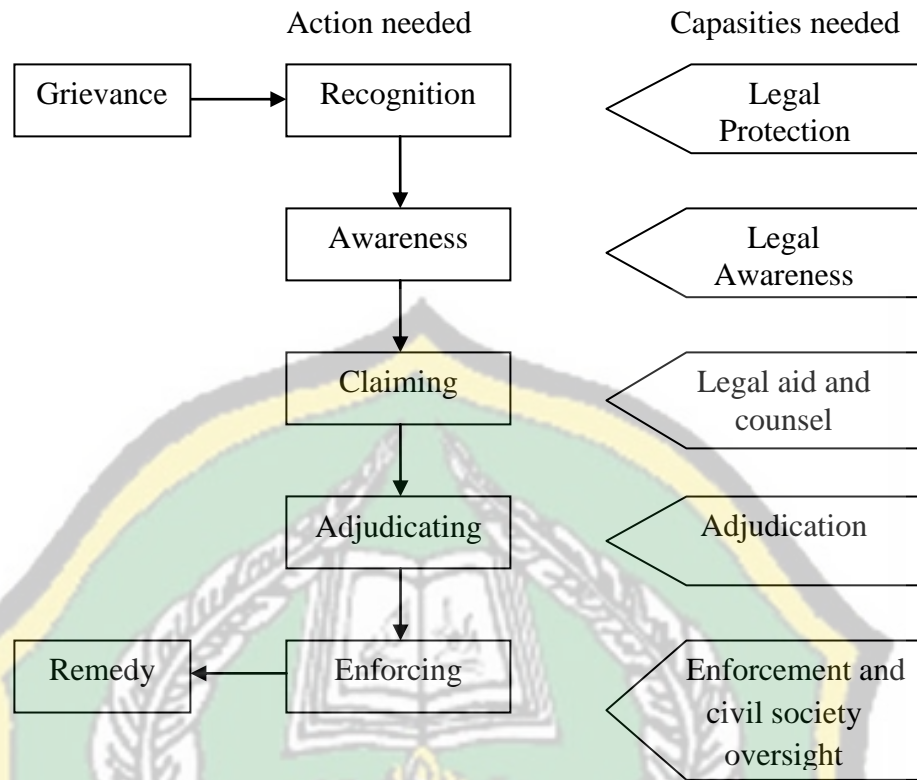 Action needed
Capasities needed
Grievance
Recognition
Legal
Protection
Awareness
Legal
Awareness
Claiming
Legal aid and
counsel
Adjudicating
Adjudication
Remedy
Enforcing
Enforcement and
civil society
oversight